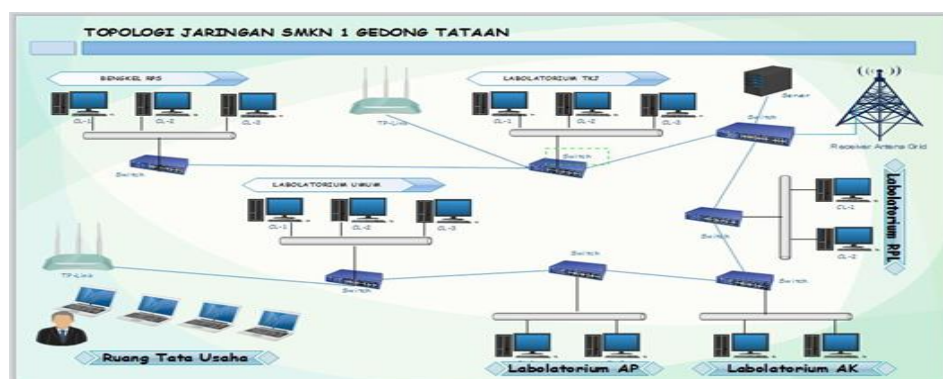 TOPOLOGI JARINGAN SMKN 1 GEDONG TATAAN
BENGKEL RPS
CL-1
CL-2
CL-3
Switch
TP-Link
LABOLATORIUM TKJ
CL-1
CL-2
CL-3
Switch
Server
Switch
Receiver Antena Grid
LABOLATORIUM UMUM
CL-1
CL-2
CL-3
Switch
Labolatorium RPL
CL-1
CL-2
Switch
TP-Link
Switch
Switch
Ruang Tata Usaha
Labolatorium AP
Labolatorium AK